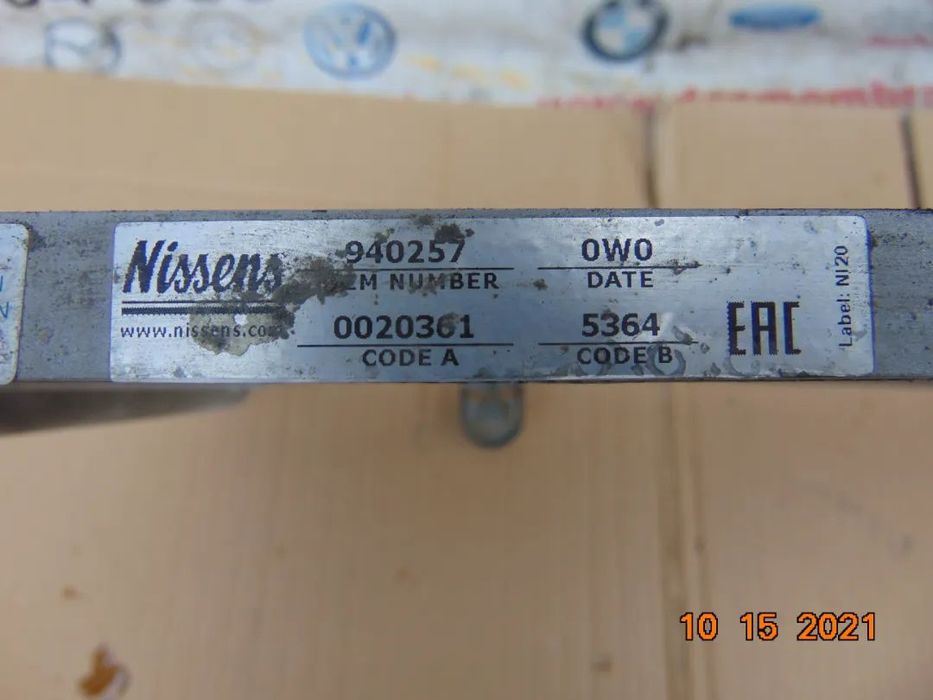 Nissens
www.nissens.com
940257
ITEM NUMBER
0W0
DATE
0020361
CODE A
5364
CODE B
EAC
Label: NI20
10 15 2021